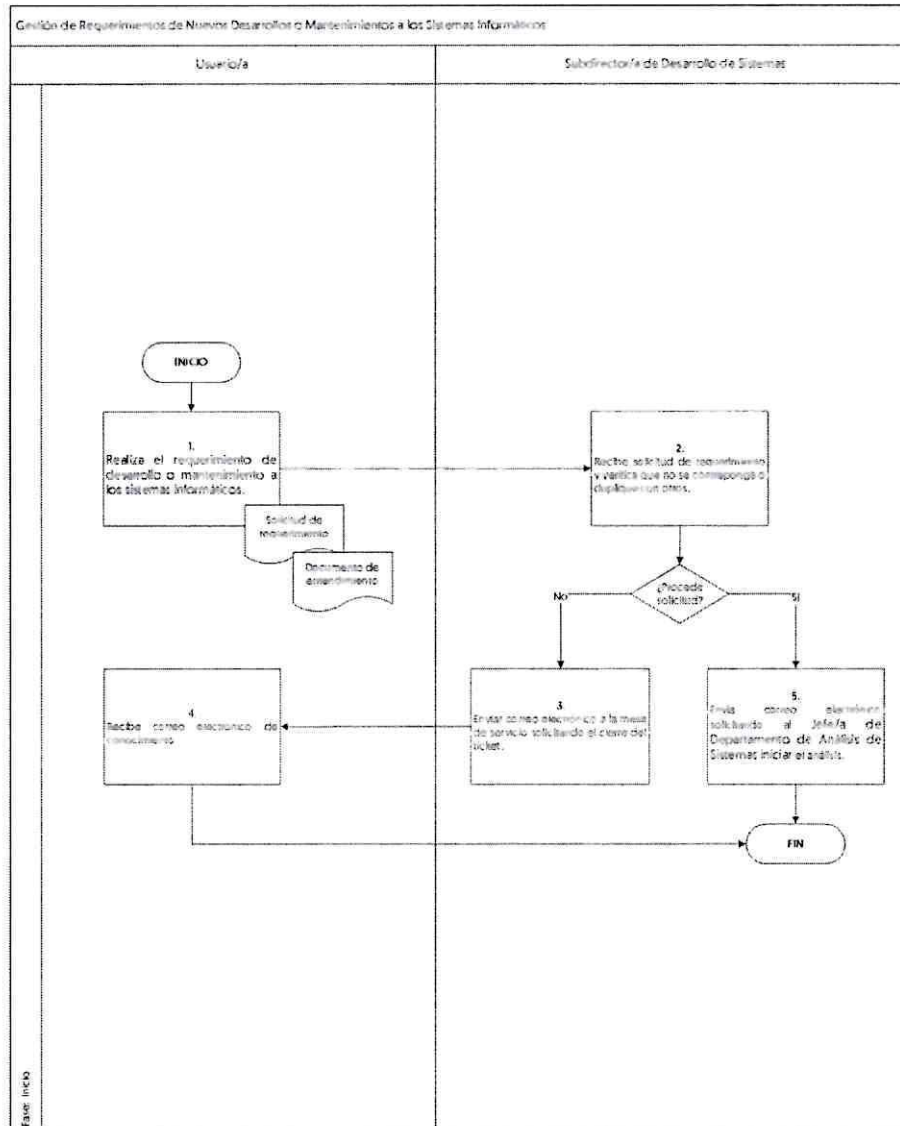 Gestión de Requerimientos de Nuevos Desarrollos o Mantenimientos a los Sistemas Informáticos
Usuario/a
Subdirector/a de Desarrollo de Sistemas
INICIO
1.
Realiza el requerimiento de
desarrollo o mantenimiento a
los sistemas informáticos.
Solicitud de
requerimiento
Documento de
entendimiento
2.
Recibe solicitud de requerimiento
y verifica que no se contraponga o
duplique con otros.
¿Procede
solicitud?
No
Sí
3.
Enviar correo electrónico a la mesa
de servicio solicitando el cierre del
ticket.
4.
Recibe correo electrónico de
conocimiento
5.
Envía correo electrónico
solicitando al Jefe/a de
Departamento de Análisis de
Sistemas iniciar el análisis.
FIN
Fase: Inicio